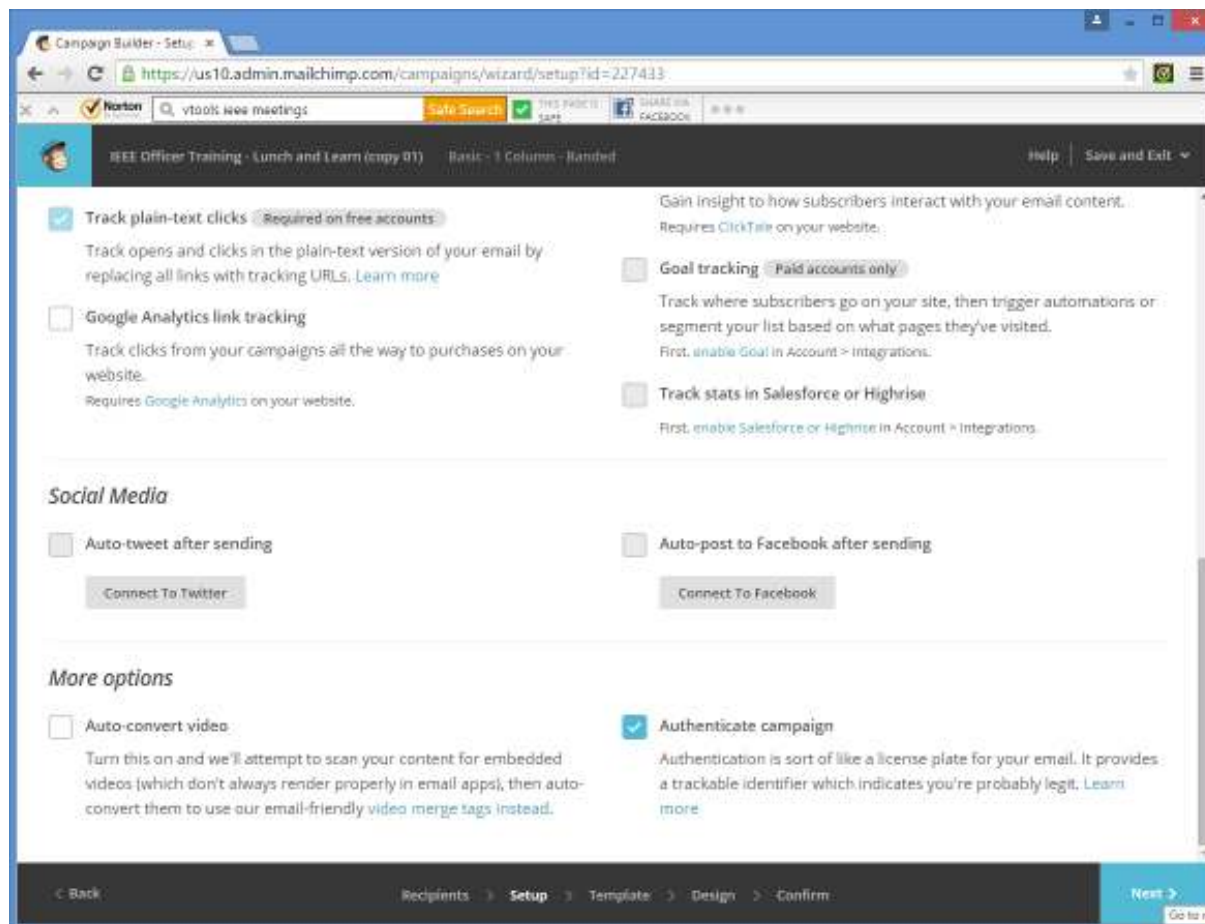 Campaign Builder - Setup
https://us10.admin.mailchimp.com/campaigns/wizard/setup?id=227433
Norton
vtools ieee meetings
Safe Search
THIS PAGE IS
SAFE
SHARE VIA
FACEBOOK
IEEE Officer Training - Lunch and Learn (copy 01)
Basic - 1 Column - Banded
Help
Save and Exit
Track plain-text clicks
Required on free accounts
Track opens and clicks in the plain-text version of your email by
replacing all links with tracking URLs. Learn more
Google Analytics link tracking
Track clicks from your campaigns all the way to purchases on your
website.
Requires Google Analytics on your website.
Gain insight to how subscribers interact with your email content.
Requires ClickTale on your website.
Goal tracking
Paid accounts only
Track where subscribers go on your site, then trigger automations or
segment your list based on what pages they've visited.
First, enable Goal in Account > Integrations.
Track stats in Salesforce or Highrise
First, enable Salesforce or Highrise in Account > Integrations.
Social Media
Auto-tweet after sending
Connect To Twitter
Auto-post to Facebook after sending
Connect To Facebook
More options
Auto-convert video
Turn this on and we'll attempt to scan your content for embedded
videos (which don't always render properly in email apps), then auto-
convert them to use our email-friendly video merge tags instead.
Authenticate campaign
Authentication is sort of like a license plate for your email. It provides
a trackable identifier which indicates you're probably legit. Learn
more
< Back
Recipients > Setup > Template > Design > Confirm
Next >
Go to